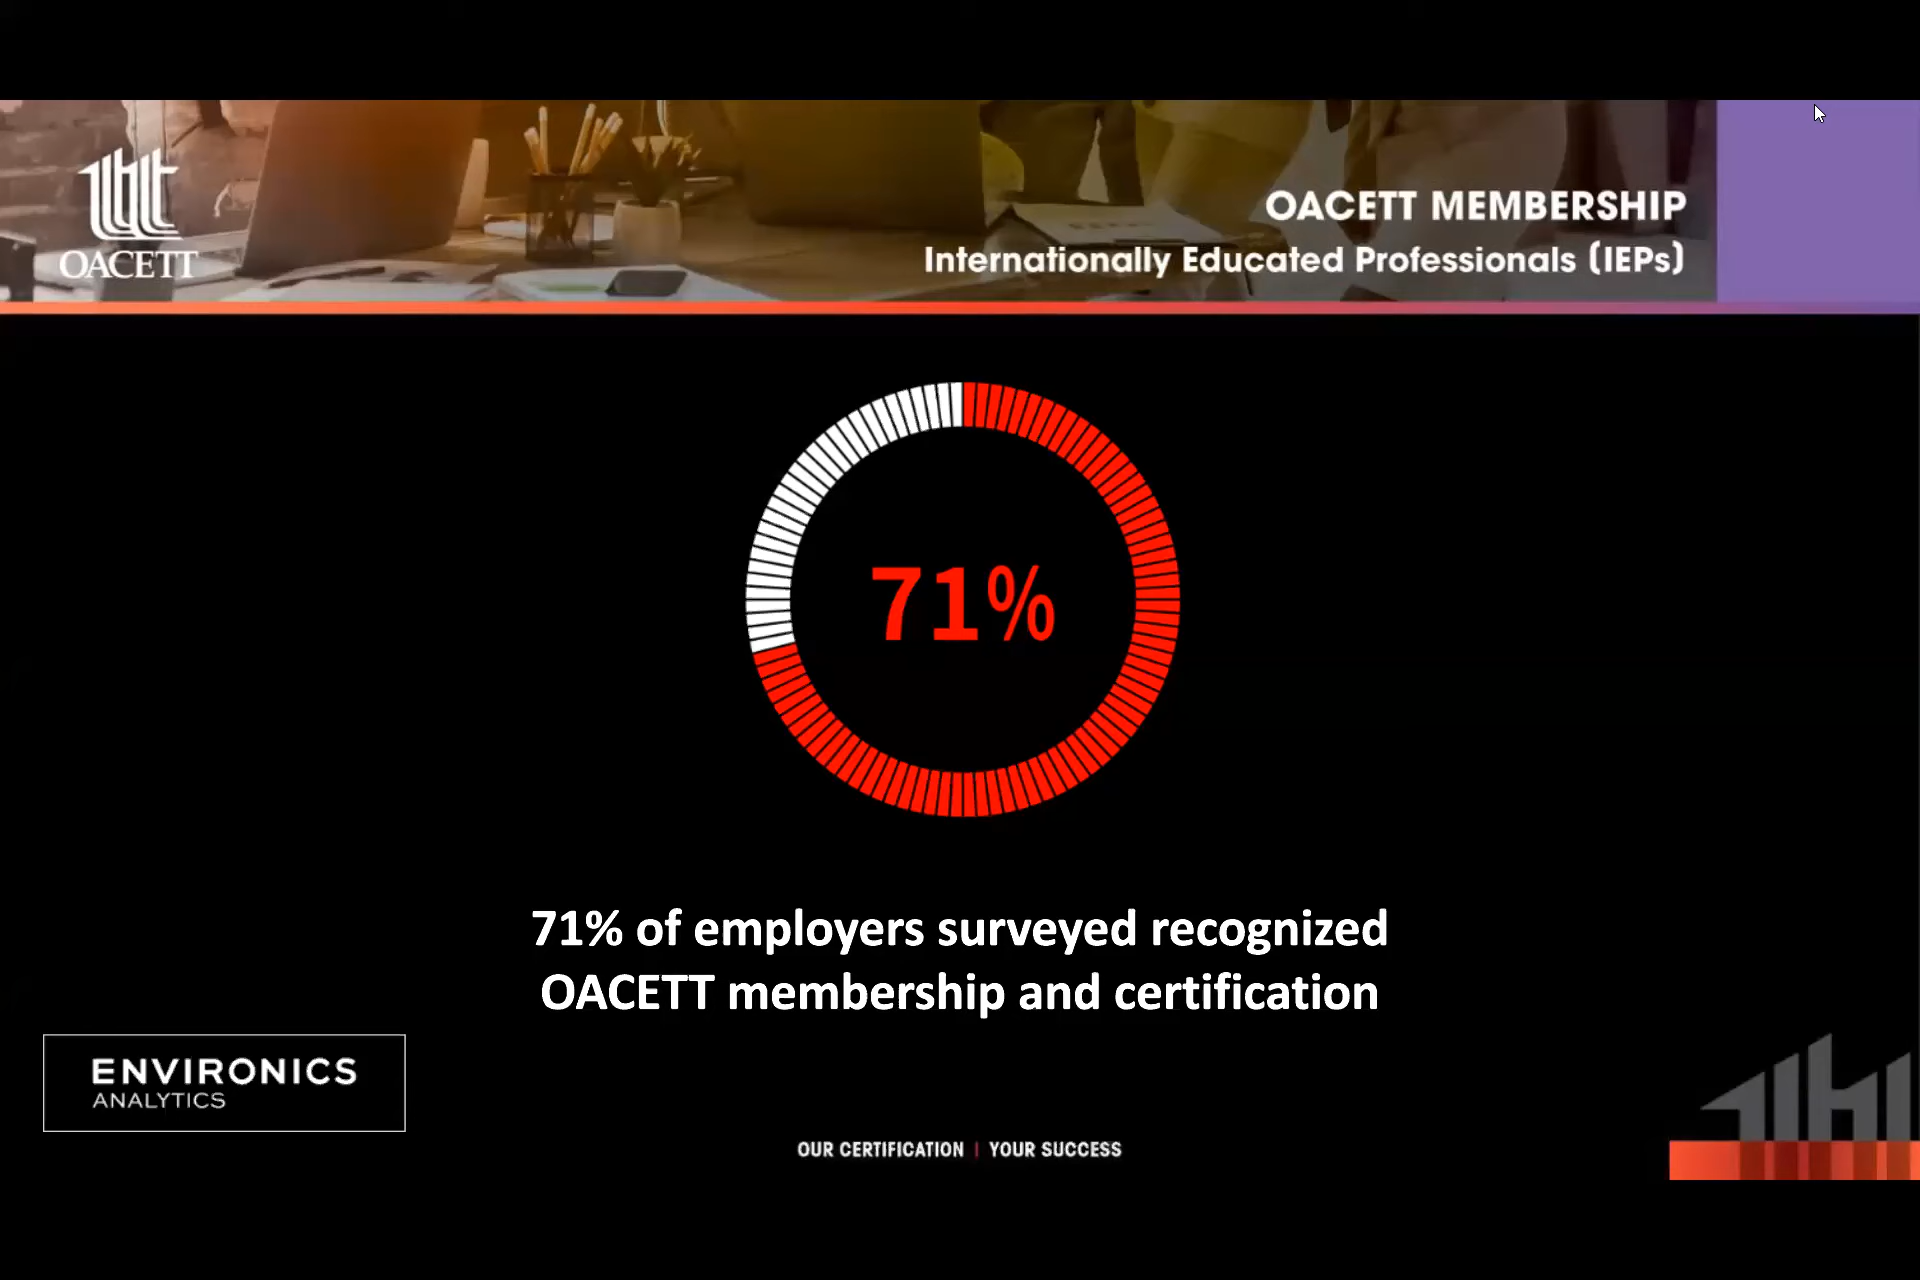 OACETT
OACETT MEMBERSHIP
Internationally Educated Professionals (IEPs)
71%
71% of employers surveyed recognized
OACETT membership and certification
ENVIRONICS
ANALYTICS
OUR CERTIFICATION | YOUR SUCCESS